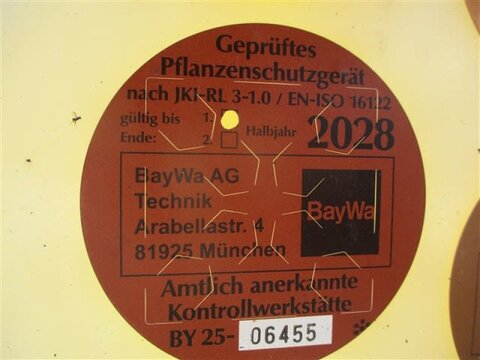 Geprüftes
Pflanzenschutzgerät
nach JKI-RL 3-1.0 / EN-ISO 16122
gültig bis 1. Halbjahr 2028
Ende: 2.
BayWa AG
Technik
Arabellastr. 4
81925 München
BayWa
Amtlich anerkannte
Kontrollwerkstätte
BY 25- 06455 *